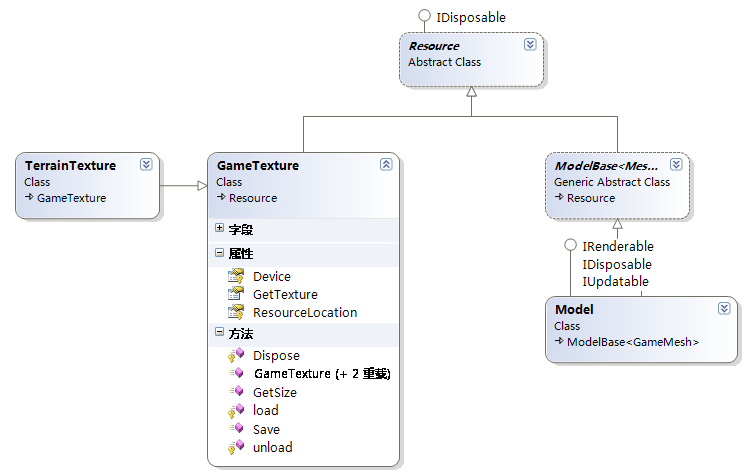 IDisposable
Resource
Abstract Class
TerrainTexture
Class
GameTexture
GameTexture
Class
Resource
字段
属性
Device
GetTexture
ResourceLocation
方法
Dispose
GameTexture (+ 2 重载)
GetSize
load
Save
unload
ModelBase<Mes...
Generic Abstract Class
Resource
IRenderable
IDisposable
IUpdatable
Model
Class
ModelBase<GameMesh>